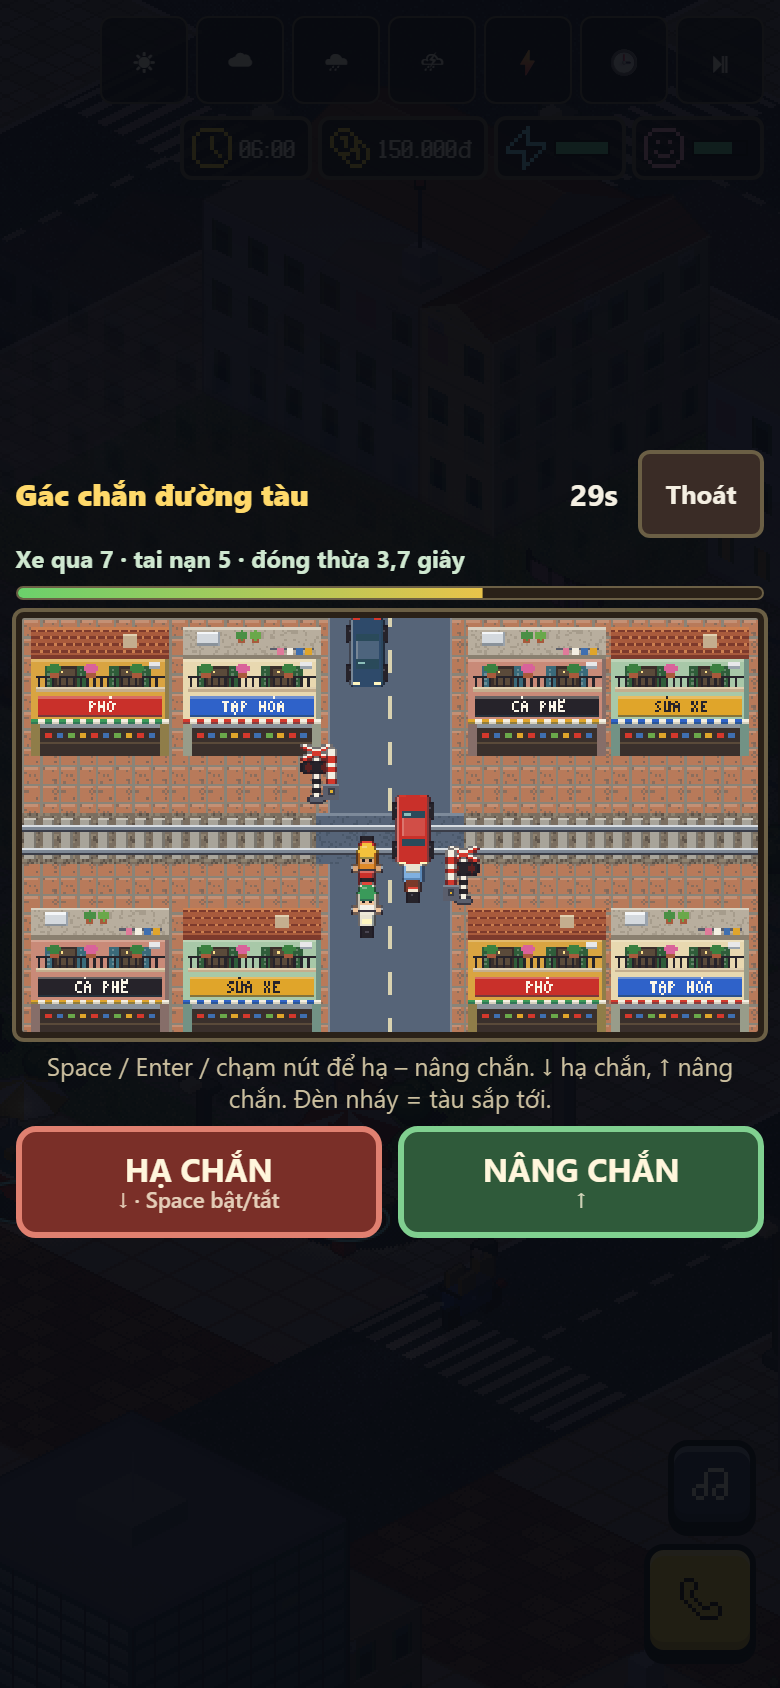 06:00 150.000đ
Gác chắn đường tàu 29s Thoát
Xe qua 7 · tai nạn 5 · đóng thừa 3,7 giây
PHỞ TẠP HÓA CÀ PHÊ SỬA XE
CÀ PHÊ SỬA XE PHỞ TẠP HÓA
Space / Enter / chạm nút để hạ – nâng chắn. ↓ hạ chắn, ↑ nâng
chắn. Đèn nháy = tàu sắp tới.
HẠ CHẮN NÂNG CHẮN
↓ · Space bật/tắt ↑